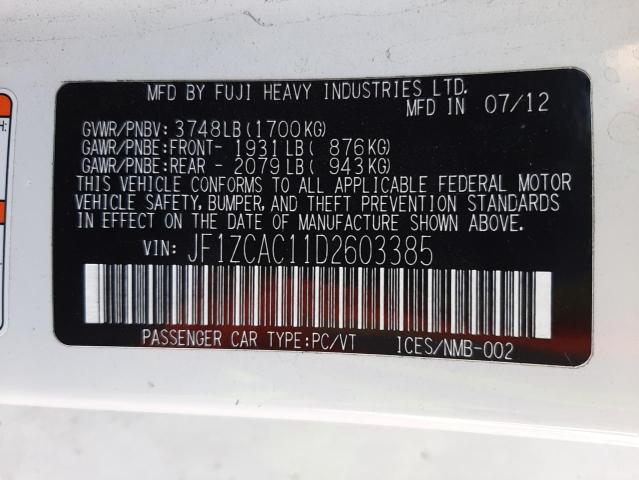 MFD BY FUJI HEAVY INDUSTRIES LTD.
MFD IN 07/12
GVWR/PNBV: 3748LB(1700KG)
GAWR/PNBE:FRONT- 1931LB( 876KG)
GAWR/PNBE:REAR - 2079LB( 943KG)
THIS VEHICLE CONFORMS TO ALL APPLICABLE FEDERAL MOTOR
VEHICLE SAFETY, BUMPER, AND THEFT PREVENTION STANDARDS
IN EFFECT ON THE DATE OF MANUFACTURE SHOWN ABOVE.
VIN: JF1ZCAC11D2603385
PASSENGER CAR TYPE:PC/VT ICES/NMB-002